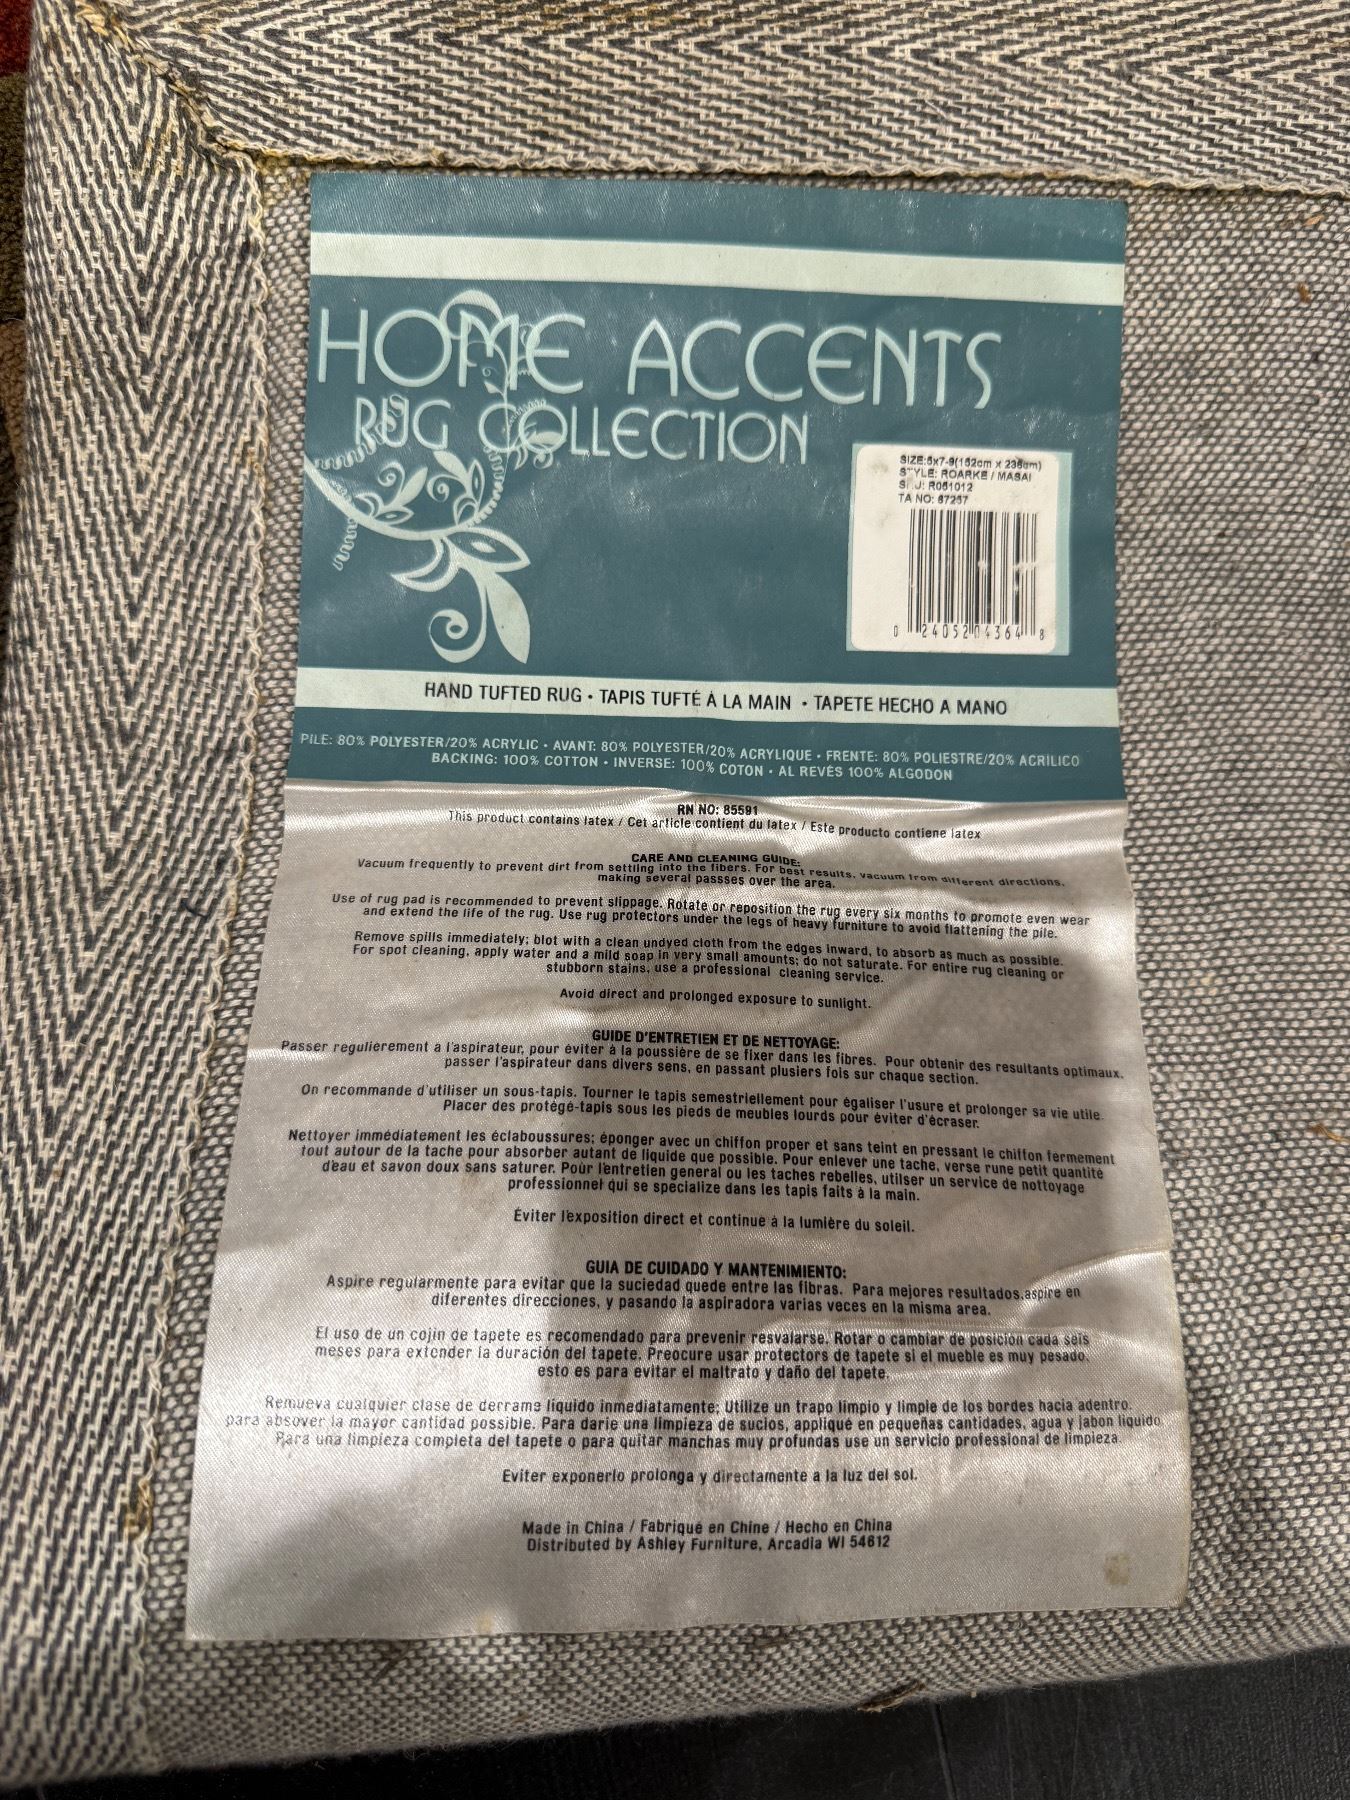 HOME ACCENTS
RUG COLLECTION
SIZE:5x7-9(152cm x 236cm)
STYLE: ROARKE / MASAI
SKU: R051012
TA NO: 87237
0 24052 04364 8
HAND TUFTED RUG • TAPIS TUFTÉ À LA MAIN • TAPETE HECHO A MANO
PILE: 80% POLYESTER/20% ACRYLIC • AVANT: 80% POLYESTER/20% ACRYLIQUE • FRENTE: 80% POLIESTRE/20% ACRILICO
BACKING: 100% COTTON • INVERSE: 100% COTON • AL REVÉS 100% ALGODON
RN NO: 85591
This product contains latex / Cet article contient du latex / Este producto contiene latex
CARE AND CLEANING GUIDE:
Vacuum frequently to prevent dirt from settling into the fibers. For best results, vacuum from different directions,
making several passses over the area.
Use of rug pad is recommended to prevent slippage. Rotate or reposition the rug every six months to promote even wear
and extend the life of the rug. Use rug protectors under the legs of heavy furniture to avoid flattening the pile.
Remove spills immediately; blot with a clean undyed cloth from the edges inward, to absorb as much as possible.
For spot cleaning, apply water and a mild soap in very small amounts; do not saturate. For entire rug cleaning or
stubborn stains, use a professional cleaning service.
Avoid direct and prolonged exposure to sunlight.
GUIDE D'ENTRETIEN ET DE NETTOYAGE:
Passer regulierement a l'aspirateur, pour éviter à la poussière de se fixer dans les fibres. Pour obtenir des resultants optimaux,
passer l'aspirateur dans divers sens, en passant plusiers fois sur chaque section.
On recommande d'utiliser un sous-tapis. Tourner le tapis semestriellement pour égaliser l'usure et prolonger sa vie utile.
Placer des protégé-tapis sous les pieds de meubles lourds pour éviter d'écraser.
Nettoyer immédiatement les éclaboussures; éponger avec un chiffon proper et sans teint en pressant le chiffon fermement
tout autour de la tache pour absorber autant de liquide que possible. Pour enlever une tache, verse rune petit quantité
d'eau et savon doux sans saturer. Pour l'entretien general ou les taches rebelles, utilser un service de nottoyage
professionnel qui se specialize dans les tapis faits à la main.
Éviter l'exposition direct et continue à la lumière du soleil.
GUIA DE CUIDADO Y MANTENIMIENTO:
Aspire regularmente para evitar que la suciedad quede entre las fibras. Para mejores resultados,aspire en
diferentes direcciones, y pasando la aspiradora varias veces en la misma area.
El uso de un cojin de tapete es recomendado para prevenir resvalarse. Rotar o cambiar de posición cada seis
meses para extender la duración del tapete. Preocure usar protectors de tapete si el mueble es muy pesado,
esto es para evitar el maltrato y daño del tapete.
Remueva cualquier clase de derrame liquido inmediatamente; Utilize un trapo limpio y limpie de los bordes hacia adentro.
para absover la mayor cantidad possible. Para darle una limpieza de sucios, appliqué en pequeñas cantidades, agua y jabon liquido.
Para una limpieza completa del tapete o para quitar manchas muy profundas use un servicio professional de limpieza.
Eviter exponerlo prolonga y directamente a la luz del sol.
Made in China / Fabriqué en Chine / Hecho en China
Distributed by Ashley Furniture, Arcadia WI 54612